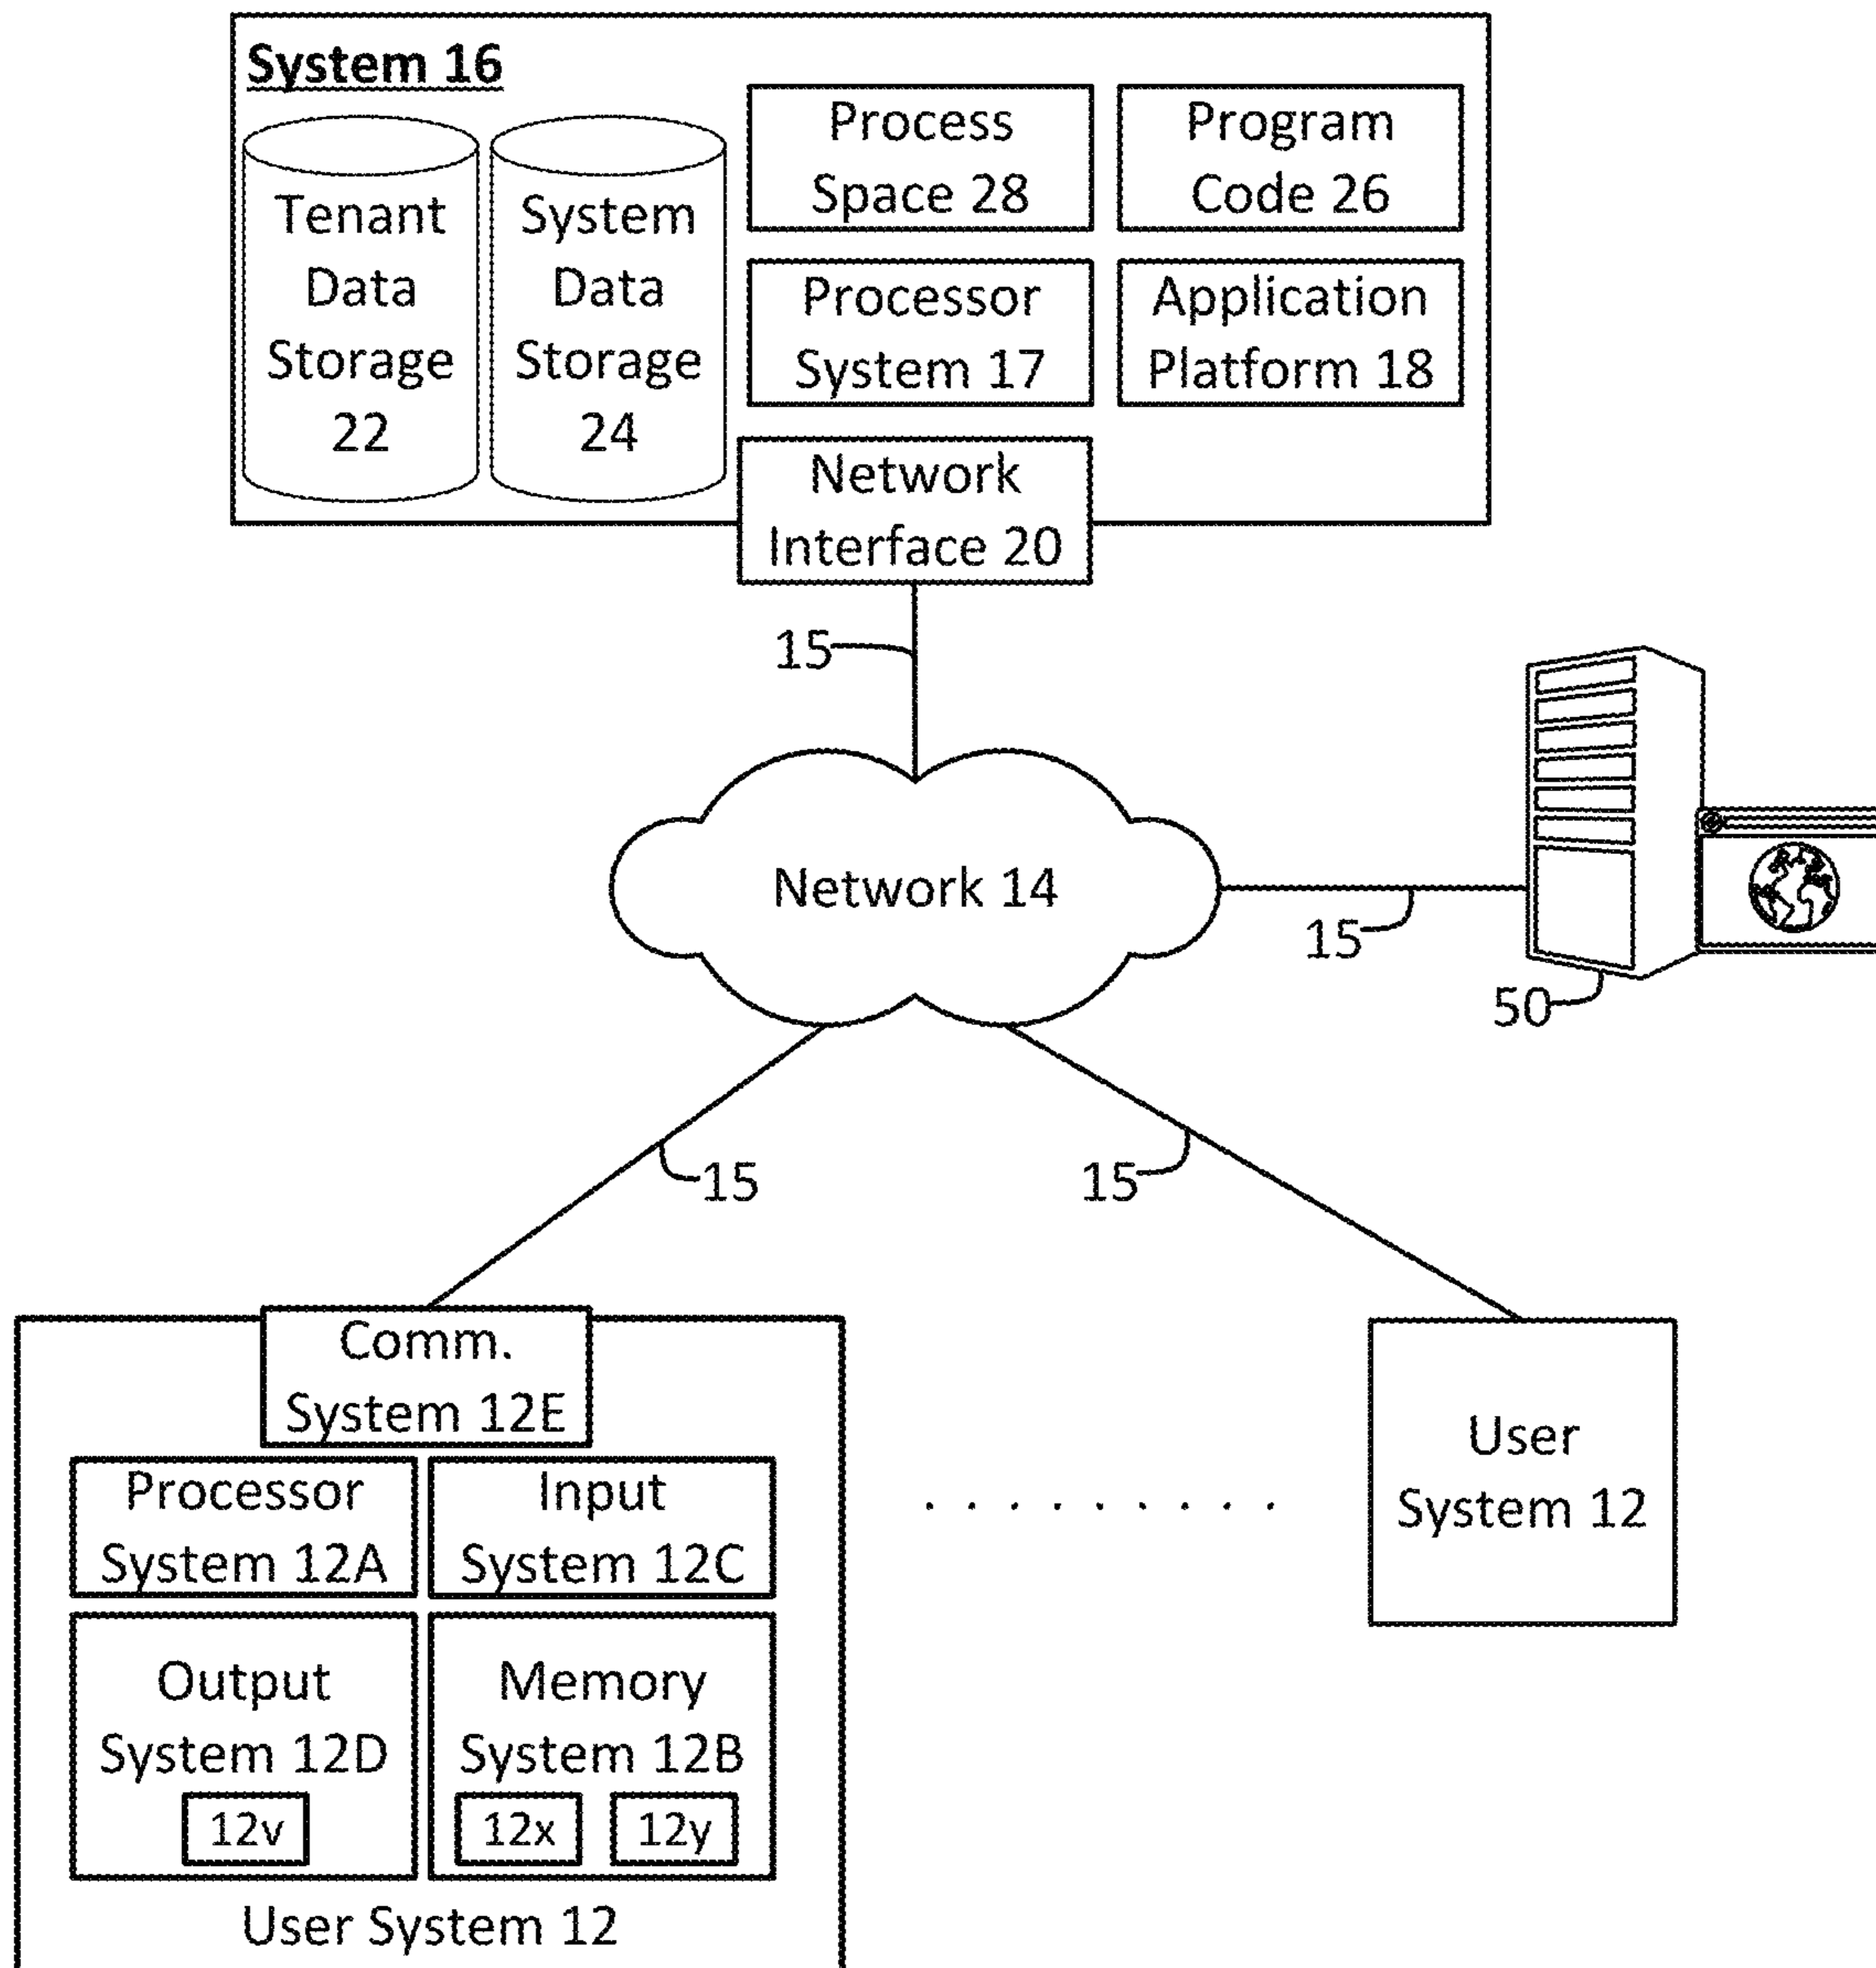 System 16
Tenant
Data
Storage
22
System
Data
Storage
24
Process
Space 28
Program
Code 26
Processor
System 17
Application
Platform 18
Network
Interface 20
15
Network 14
15
50
15
15
Comm.
System 12E
Processor
System 12A
Input
System 12C
Output
System 12D
12v
Memory
System 12B
12x
12y
User System 12
. . . . . . . . .
User
System 12